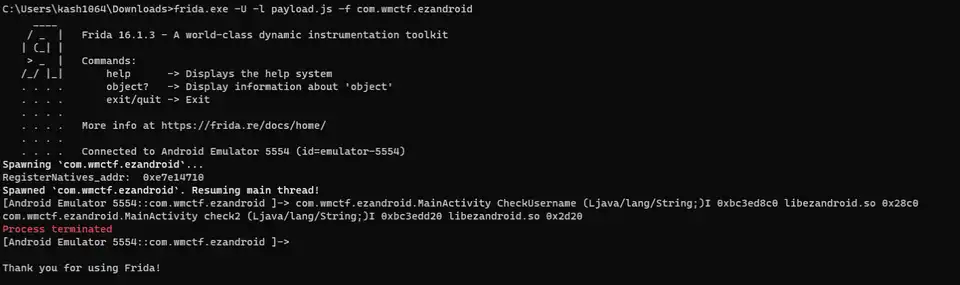 C:\Users\kash1064\Downloads>frida.exe -U -l payload.js -f com.wmctf.ezandroid
     ____
    / _  |   Frida 16.1.3 - A world-class dynamic instrumentation toolkit
   | (_| |
    > _  |   Commands:
   /_/ |_|       help      -> Displays the help system
   . . . .       object?   -> Display information about 'object'
   . . . .       exit/quit -> Exit
   . . . .
   . . . .   More info at https://frida.re/docs/home/
   . . . .
   . . . .   Connected to Android Emulator 5554 (id=emulator-5554)
Spawning `com.wmctf.ezandroid`...
RegisterNatives_addr:  0xe7e14710
Spawned `com.wmctf.ezandroid`. Resuming main thread!
[Android Emulator 5554::com.wmctf.ezandroid ]-> com.wmctf.ezandroid.MainActivity CheckUsername (Ljava/lang/String;)I 0xbc3ed8c0 libezandroid.so 0x28c0
com.wmctf.ezandroid.MainActivity check2 (Ljava/lang/String;)I 0xbc3edd20 libezandroid.so 0x2d20
Process terminated
[Android Emulator 5554::com.wmctf.ezandroid ]->

Thank you for using Frida!